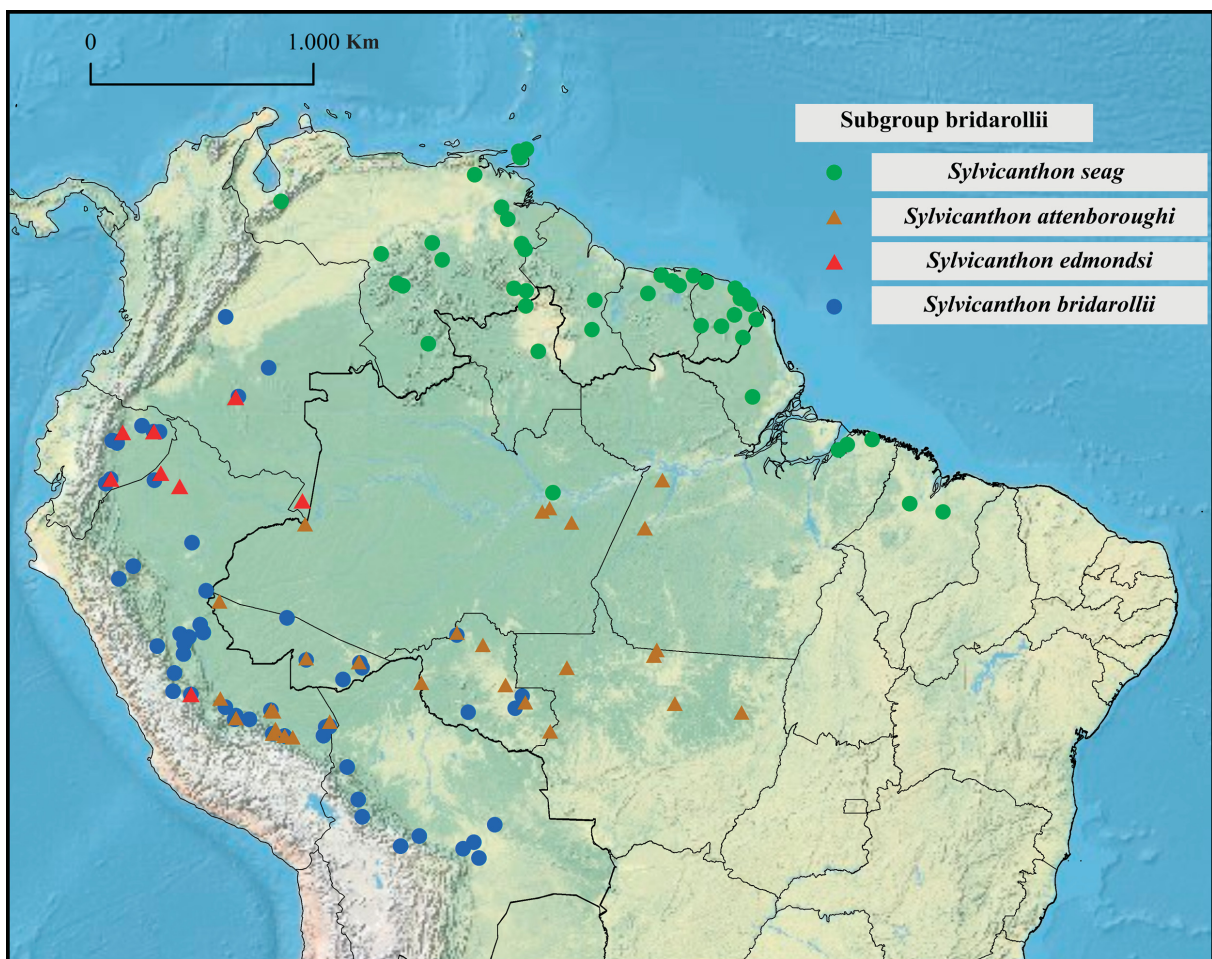 0 1.000 Km
Subgroup bridarollii
Sylvicanthon seag
Sylvicanthon attenboroughi
Sylvicanthon edmondsi
Sylvicanthon bridarollii